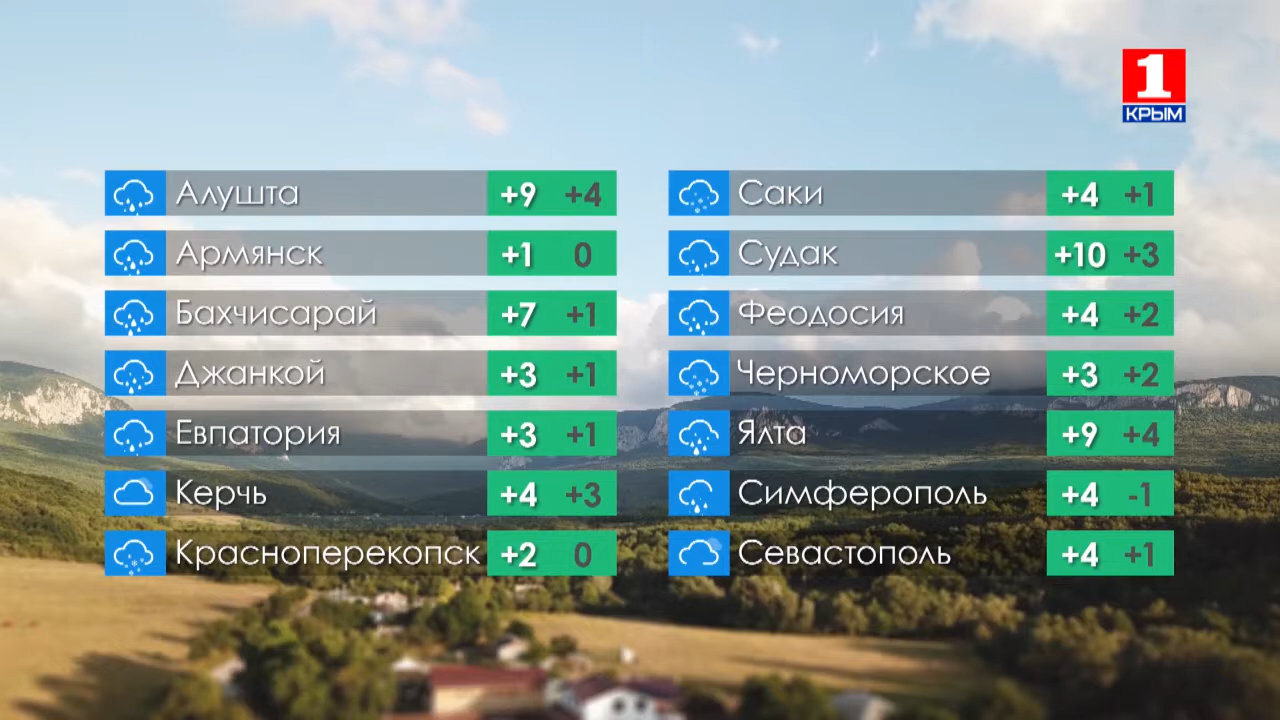 1
КРЫМ
Алушта +9 +4
Армянск +1 0
Бахчисарай +7 +1
Джанкой +3 +1
Евпатория +3 +1
Керчь +4 +3
Красноперекопск +2 0
Саки +4 +1
Судак +10 +3
Феодосия +4 +2
Черноморское +3 +2
Ялта +9 +4
Симферополь +4 -1
Севастополь +4 +1